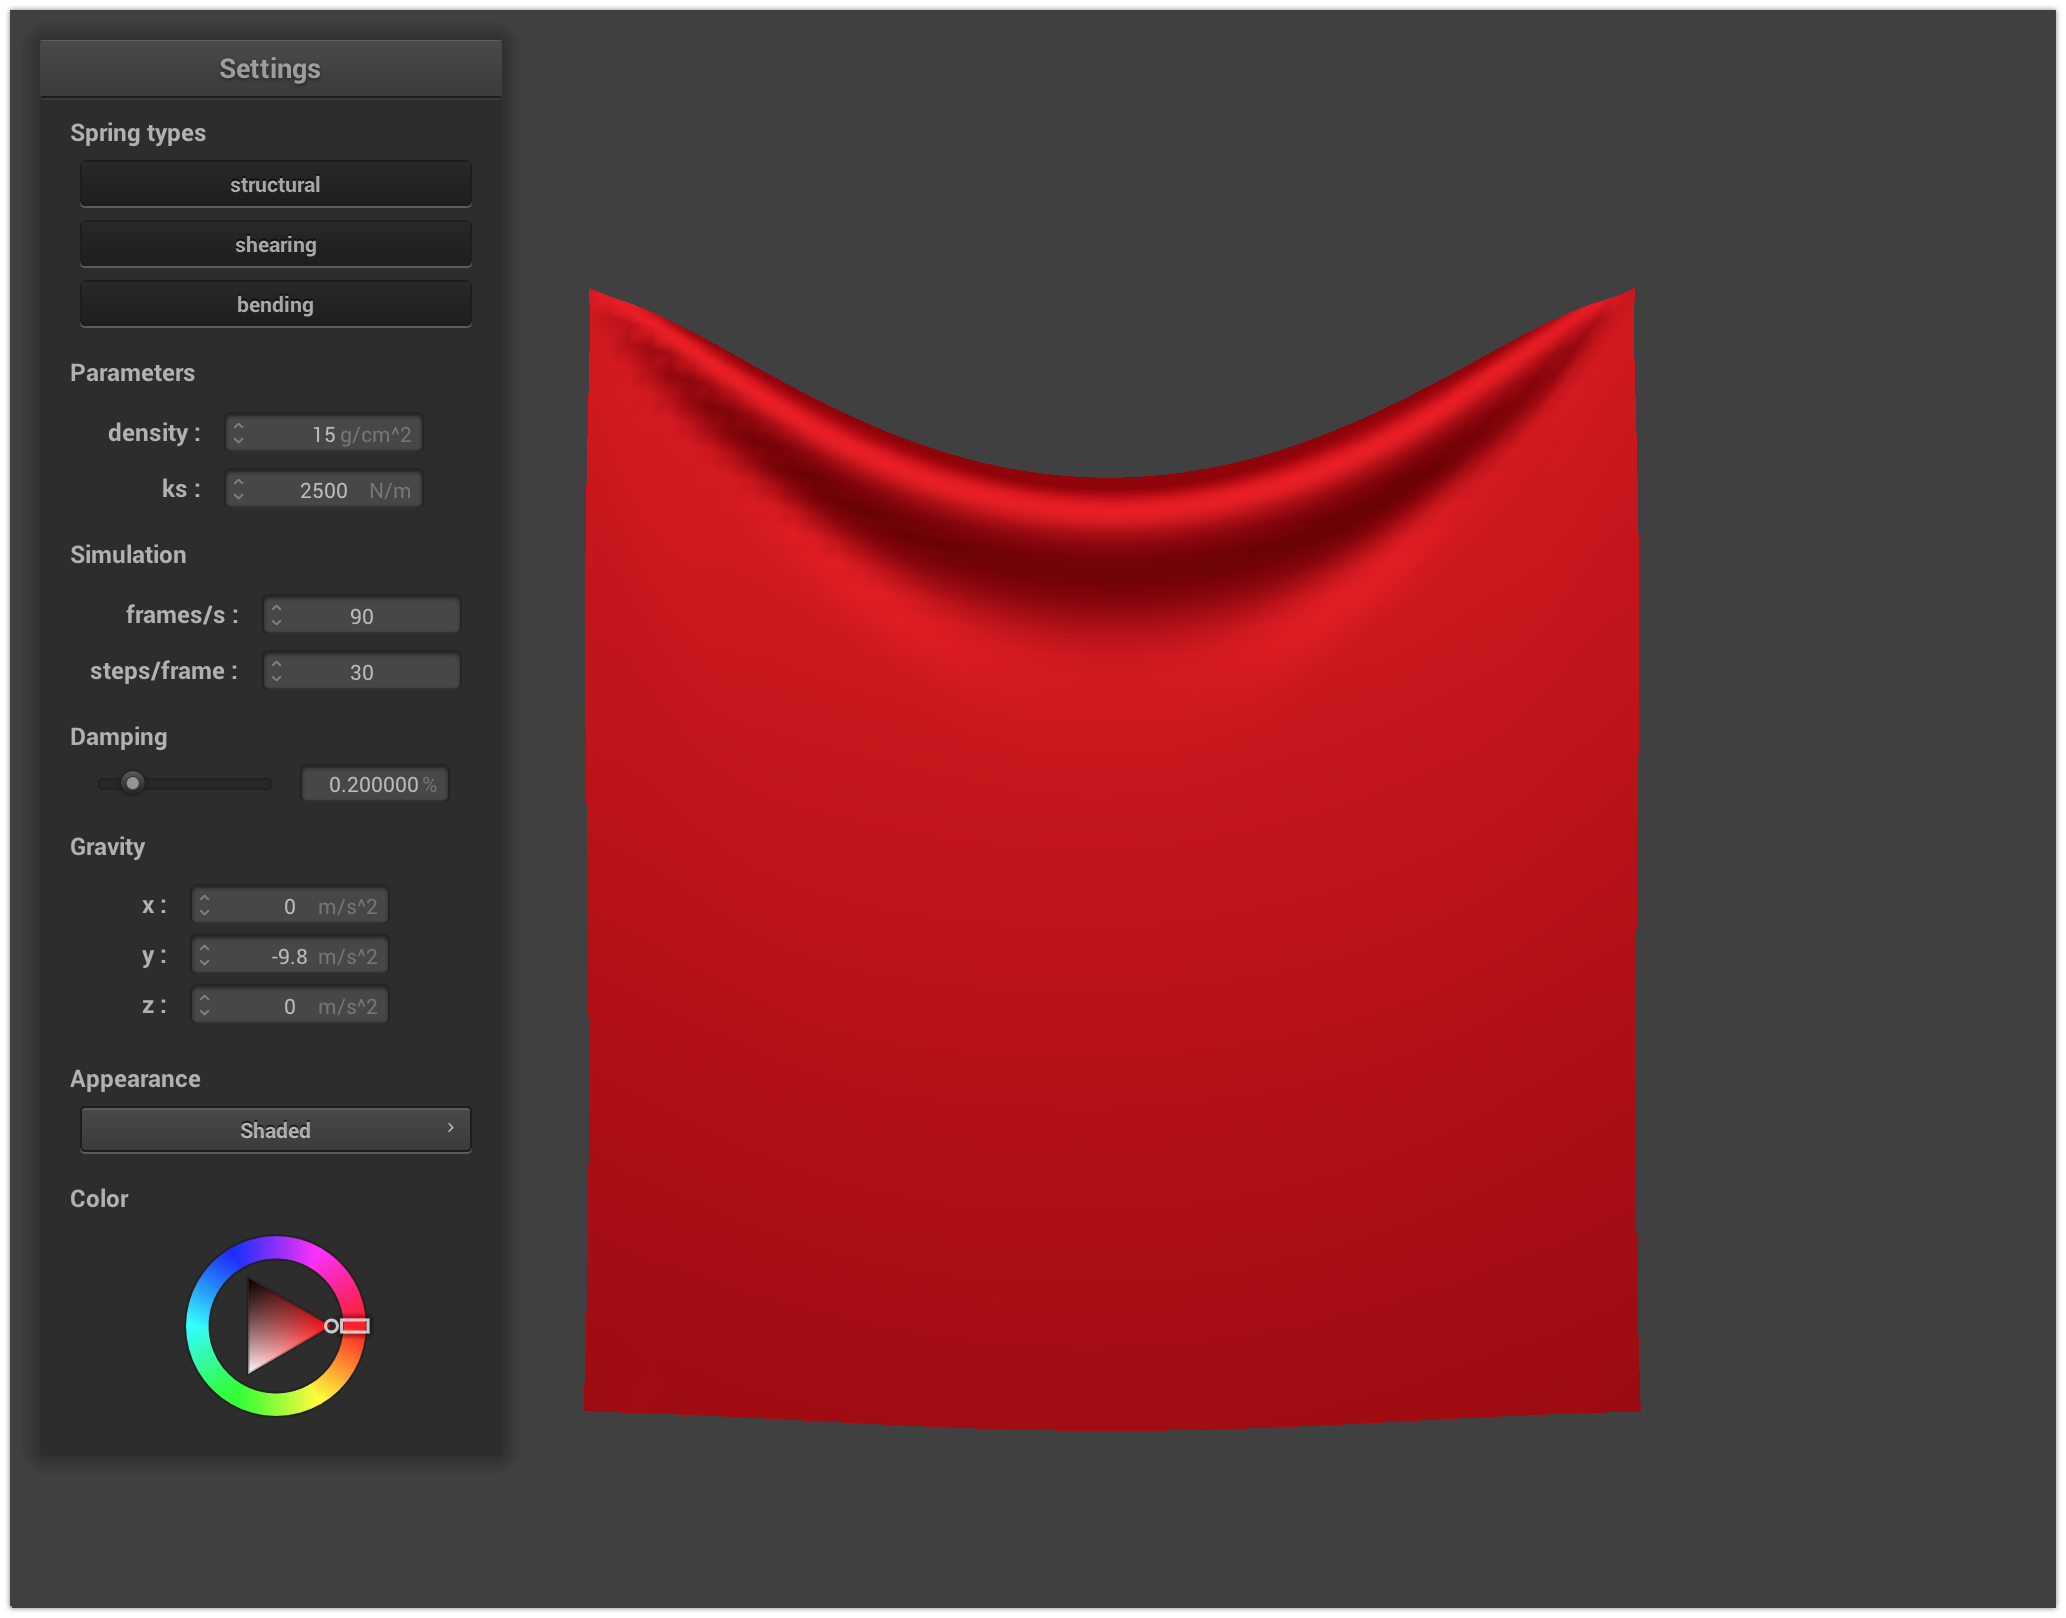 Settings
Spring types
structural
shearing
bending
Parameters
density : 15 g/cm^2
ks : 2500 N/m
Simulation
frames/s : 90
steps/frame : 30
Damping
0.200000 %
Gravity
x : 0 m/s^2
y : -9.8 m/s^2
z : 0 m/s^2
Appearance
Shaded
Color